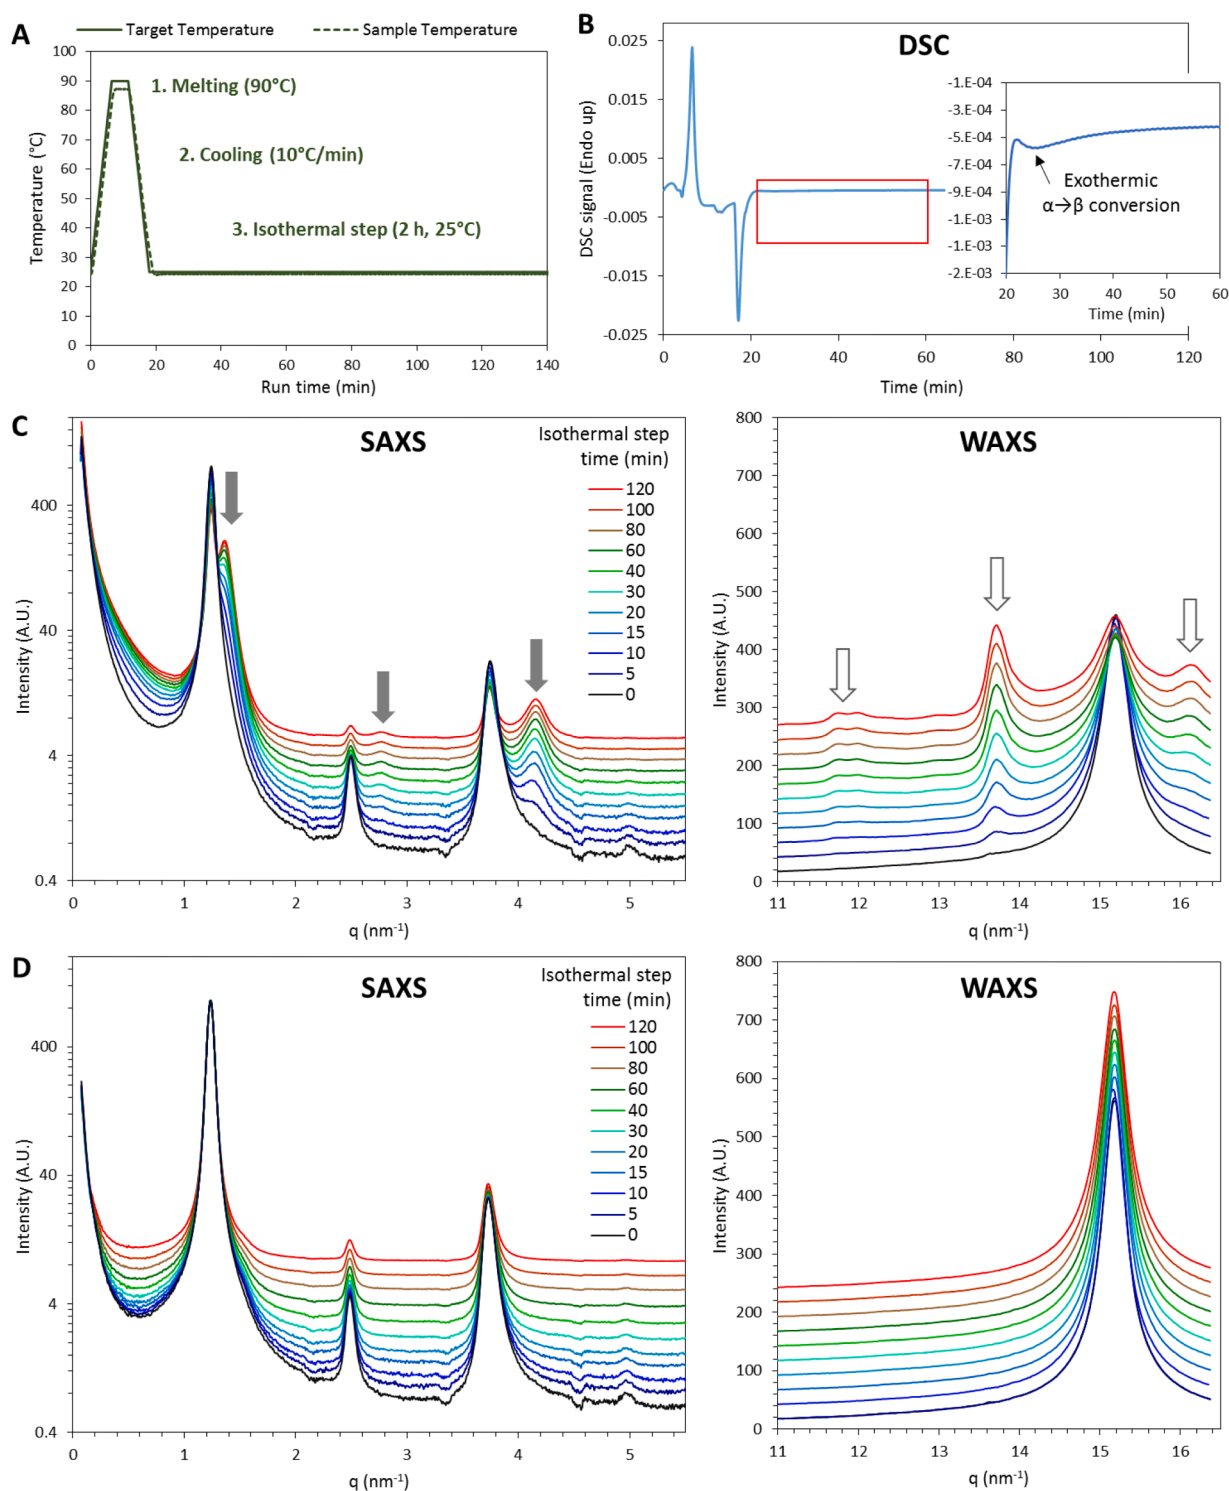 A
Target Temperature
Sample Temperature
100
90
80
70
60
50
40
30
20
10
0
Temperature (°C)
1. Melting (90°C)
2. Cooling (10°C/min)
3. Isothermal step (2 h, 25°C)
0 20 40 60 80 100 120 140
Run time (min)
B
DSC
0.025
0.015
0.005
-0.005
-0.015
-0.025
DSC signal (Endo up)
0 20 40 60 80 100 120
Time (min)
-1.E-04
-3.E-04
-5.E-04
-7.E-04
-9.E-04
-1.E-03
-1.E-03
-2.E-03
Exothermic
α→β conversion
20 30 40 50 60
Time (min)
C
SAXS
Isothermal step
time (min)
120
100
80
60
40
30
20
15
10
5
0
400
40
4
0.4
Intensity (A.U.)
0 1 2 3 4 5
q (nm-1)
WAXS
800
700
600
500
400
300
200
100
0
Intensity (A.U.)
11 12 13 14 15 16
q (nm-1)
D
SAXS
Isothermal step
time (min)
120
100
80
60
40
30
20
15
10
5
0
400
40
4
0.4
Intensity (A.U.)
0 1 2 3 4 5
q (nm-1)
WAXS
800
700
600
500
400
300
200
100
0
Intensity (A.U.)
11 12 13 14 15 16
q (nm-1)